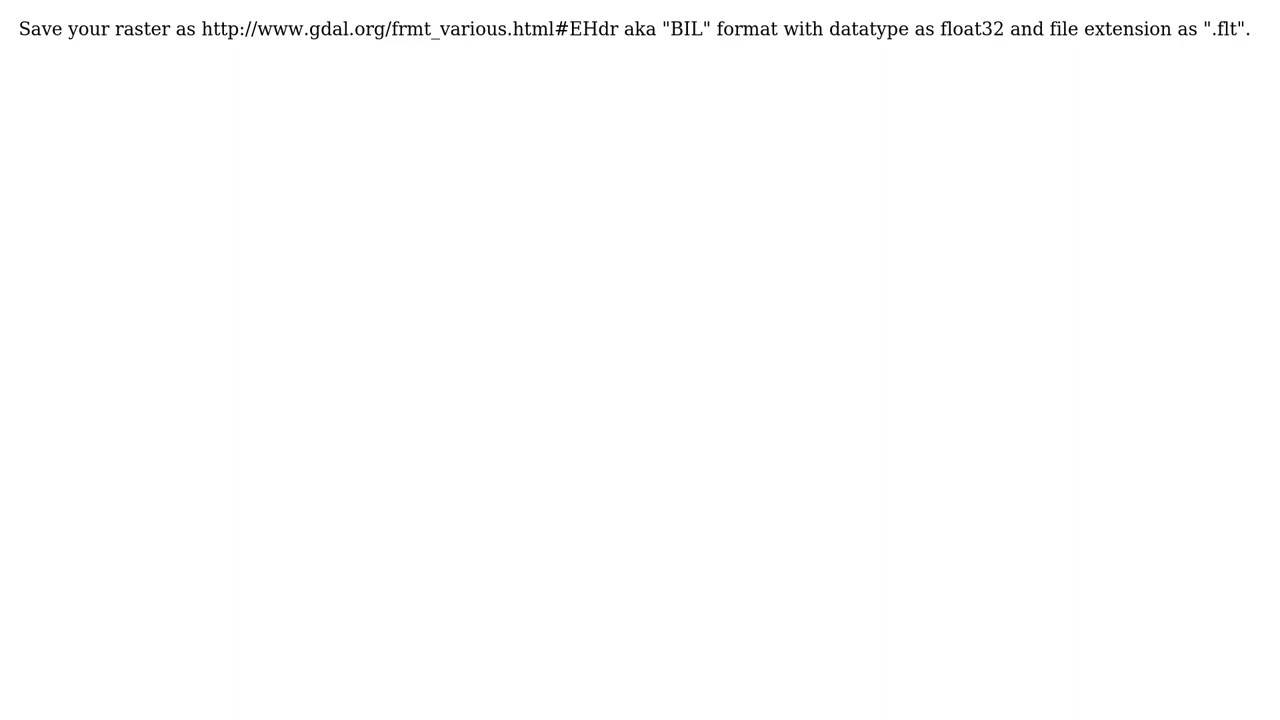 Save your raster as http://www.gdal.org/frmt_various.html#EHdr aka "BIL" format with datatype as float32 and file extension as ".flt".